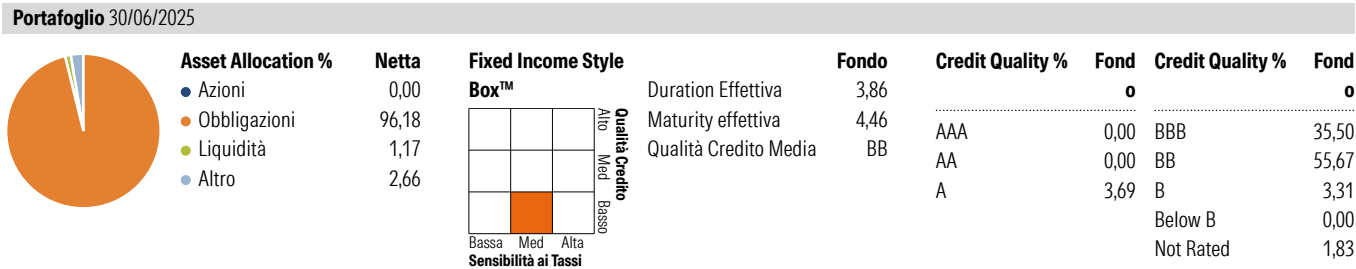 Portafoglio 30/06/2025
Asset Allocation % Netta
Azioni 0,00
Obbligazioni 96,18
Liquidità 1,17
Altro 2,66
Fixed Income Style
Box™
Alto Med Basso
Qualità Credito
Bassa Med Alta
Sensibilità ai Tassi
Fondo
Duration Effettiva 3,86
Maturity effettiva 4,46
Qualità Credito Media BB
Credit Quality % Fond
o
AAA 0,00
AA 0,00
A 3,69
Credit Quality % Fond
o
BBB 35,50
BB 55,67
B 3,31
Below B 0,00
Not Rated 1,83